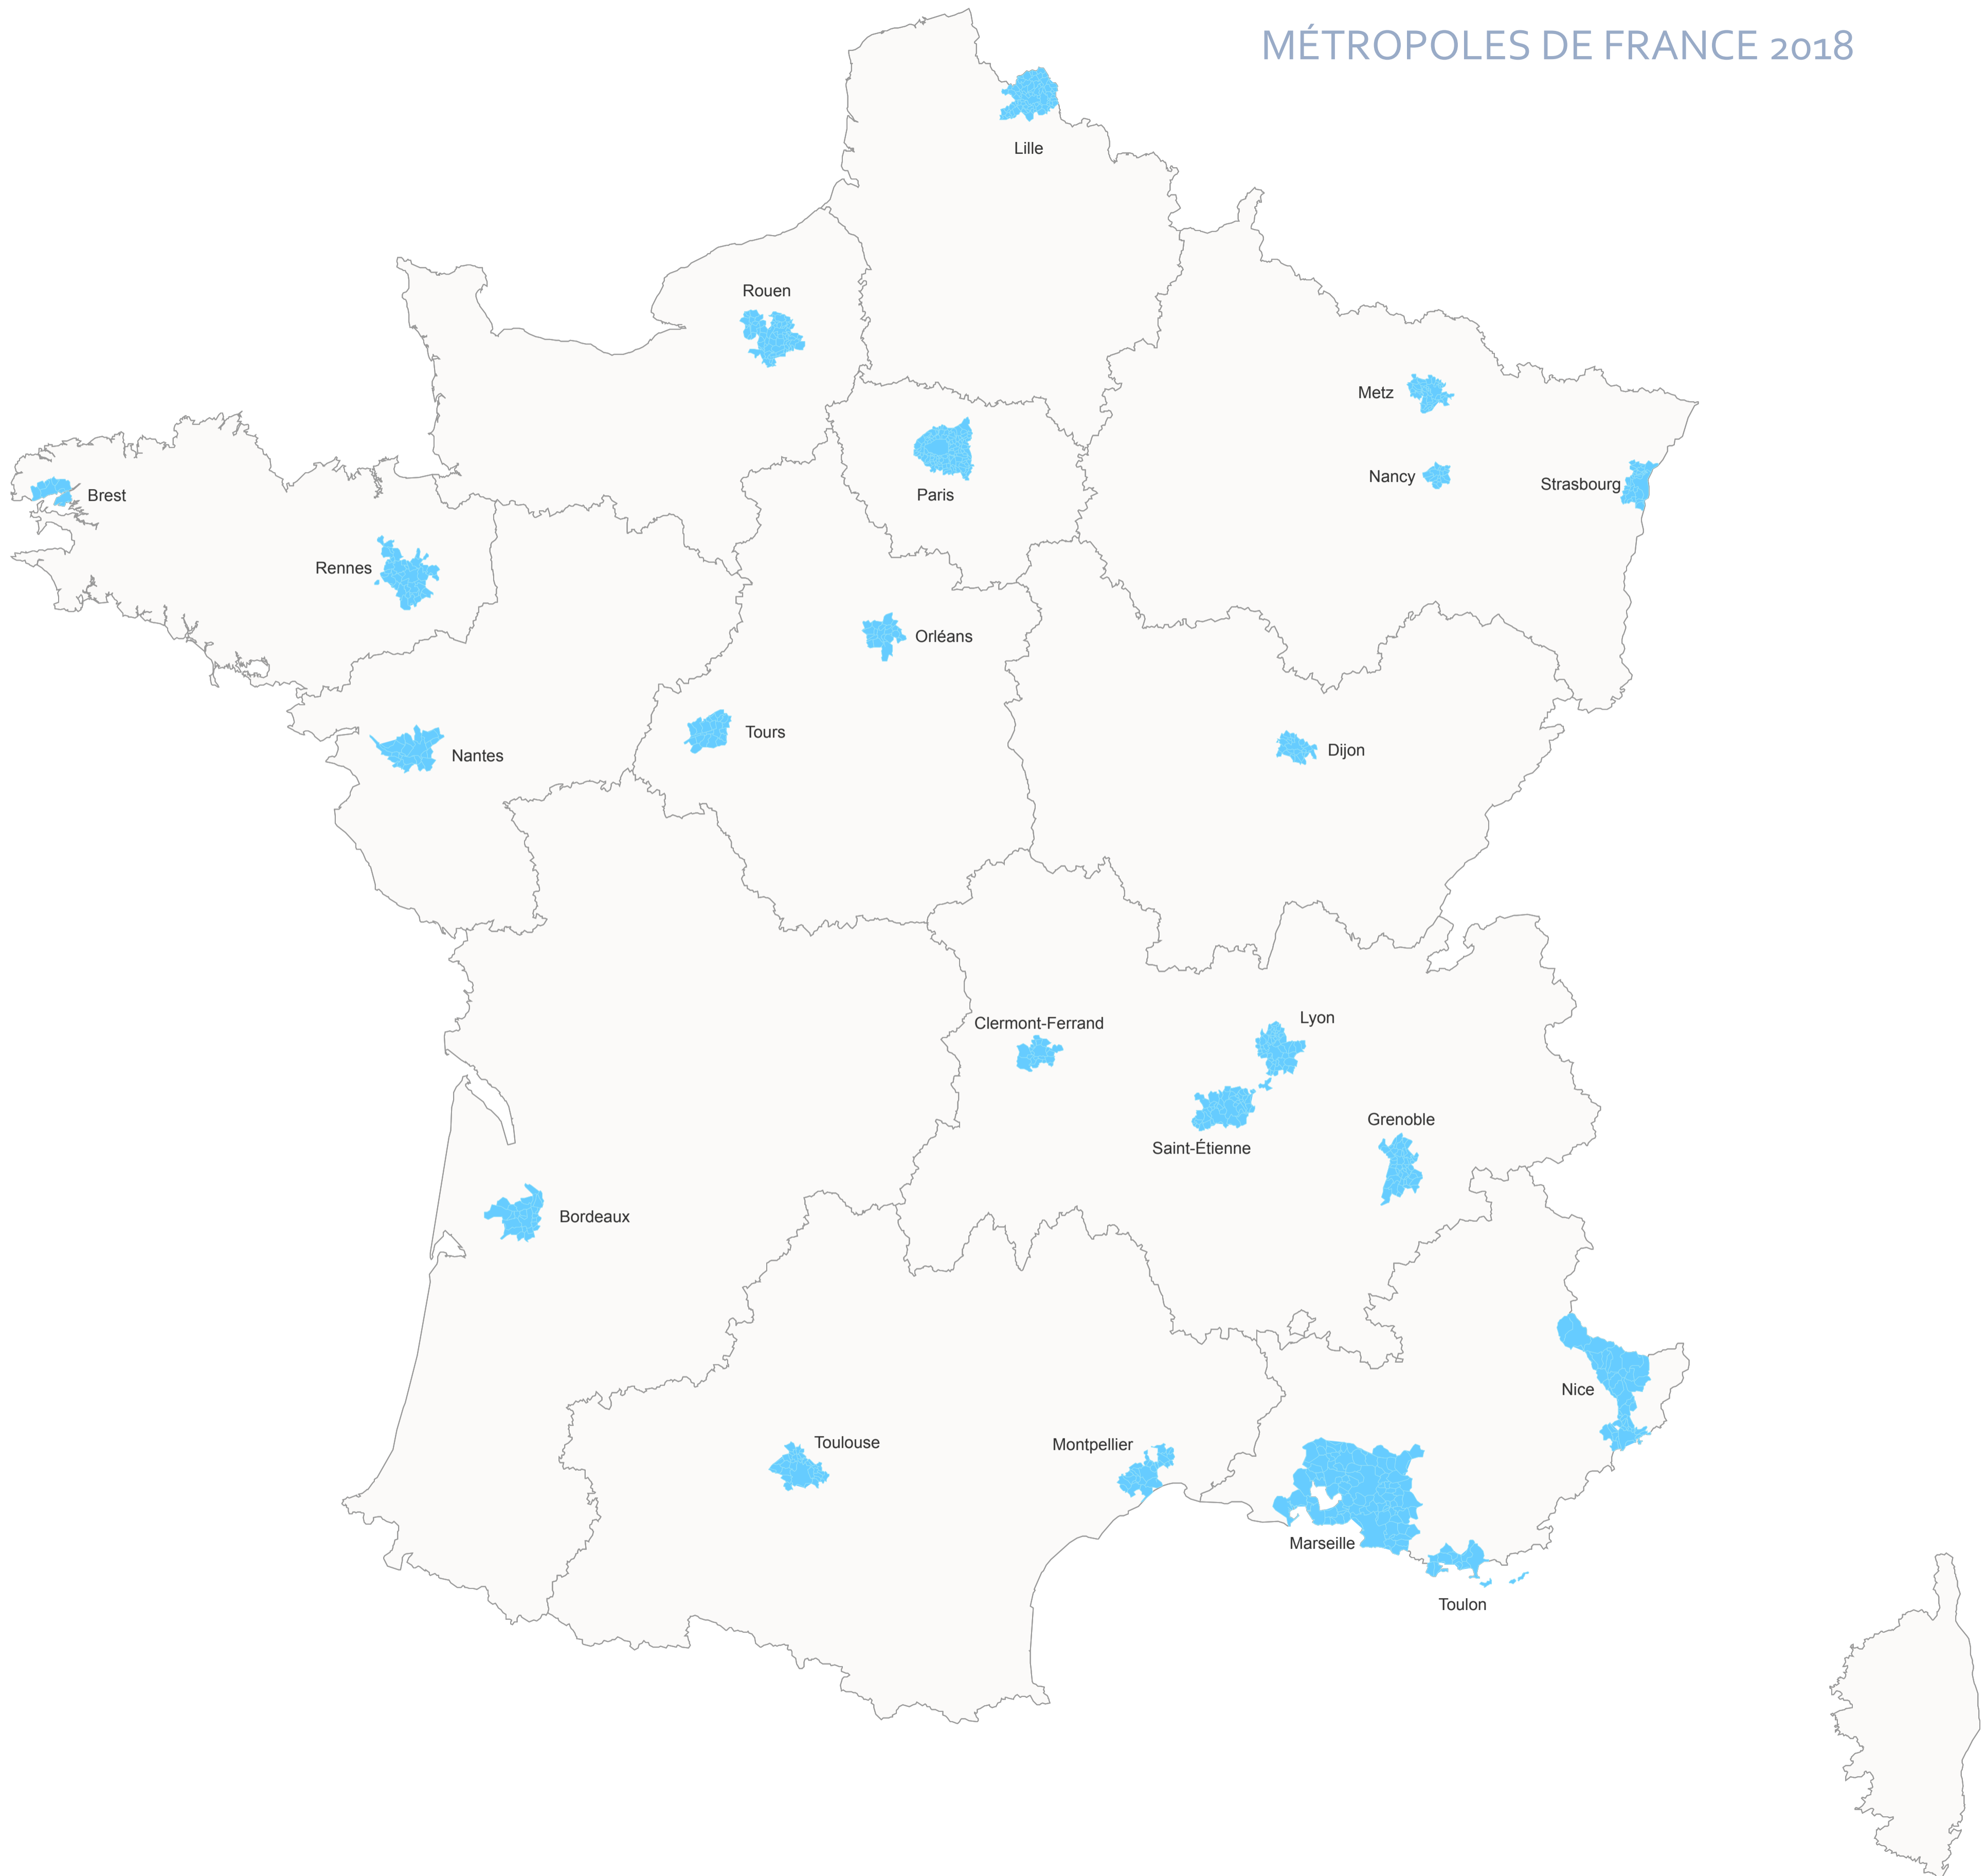 MÉTROPOLES DE FRANCE 2018
Lille
Rouen
Metz
Nancy
Strasbourg
Paris
Brest
Rennes
Orléans
Tours
Nantes
Dijon
Clermont-Ferrand
Lyon
Saint-Étienne
Grenoble
Bordeaux
Nice
Toulouse
Montpellier
Marseille
Toulon